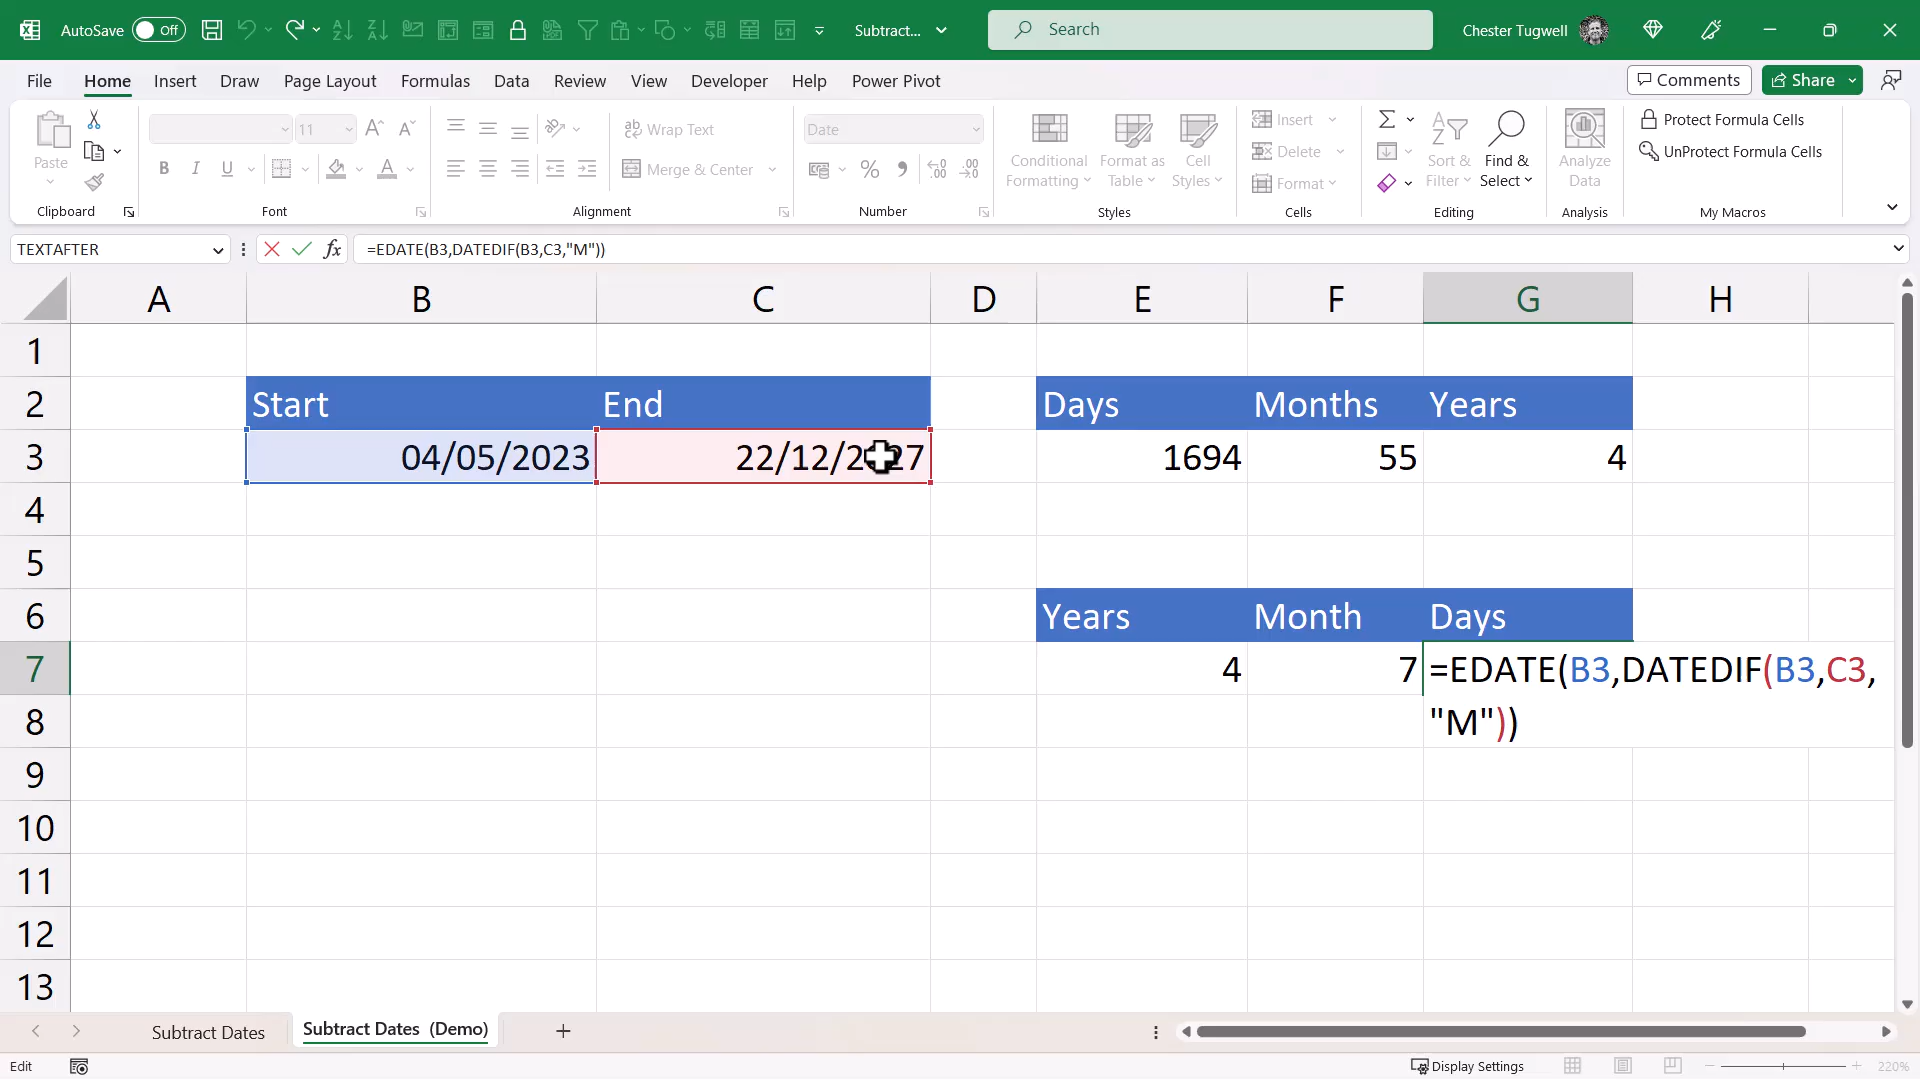 AutoSave Off Subtract... Search Chester Tugwell
File Home Insert Draw Page Layout Formulas Data Review View Developer Help Power Pivot Comments Share
Paste
Clipboard
11
B I U
Font
Wrap Text
Merge & Center
Alignment
Date
Number
Conditional Formatting
Format as Table
Cell Styles
Styles
Insert
Delete
Format
Cells
Sort & Filter
Find & Select
Editing
Analyze Data
Analysis
Protect Formula Cells
UnProtect Formula Cells
My Macros
TEXTAFTER fx =EDATE(B3,DATEDIF(B3,C3,"M"))
A B C D E F G H
1
2 Start End Days Months Years
3 04/05/2023 22/12/2027 1694 55 4
4
5
6 Years Month Days
7 4 7 =EDATE(B3,DATEDIF(B3,C3,
8 "M"))
9
10
11
12
13
Subtract Dates Subtract Dates (Demo)
Edit Display Settings 220%